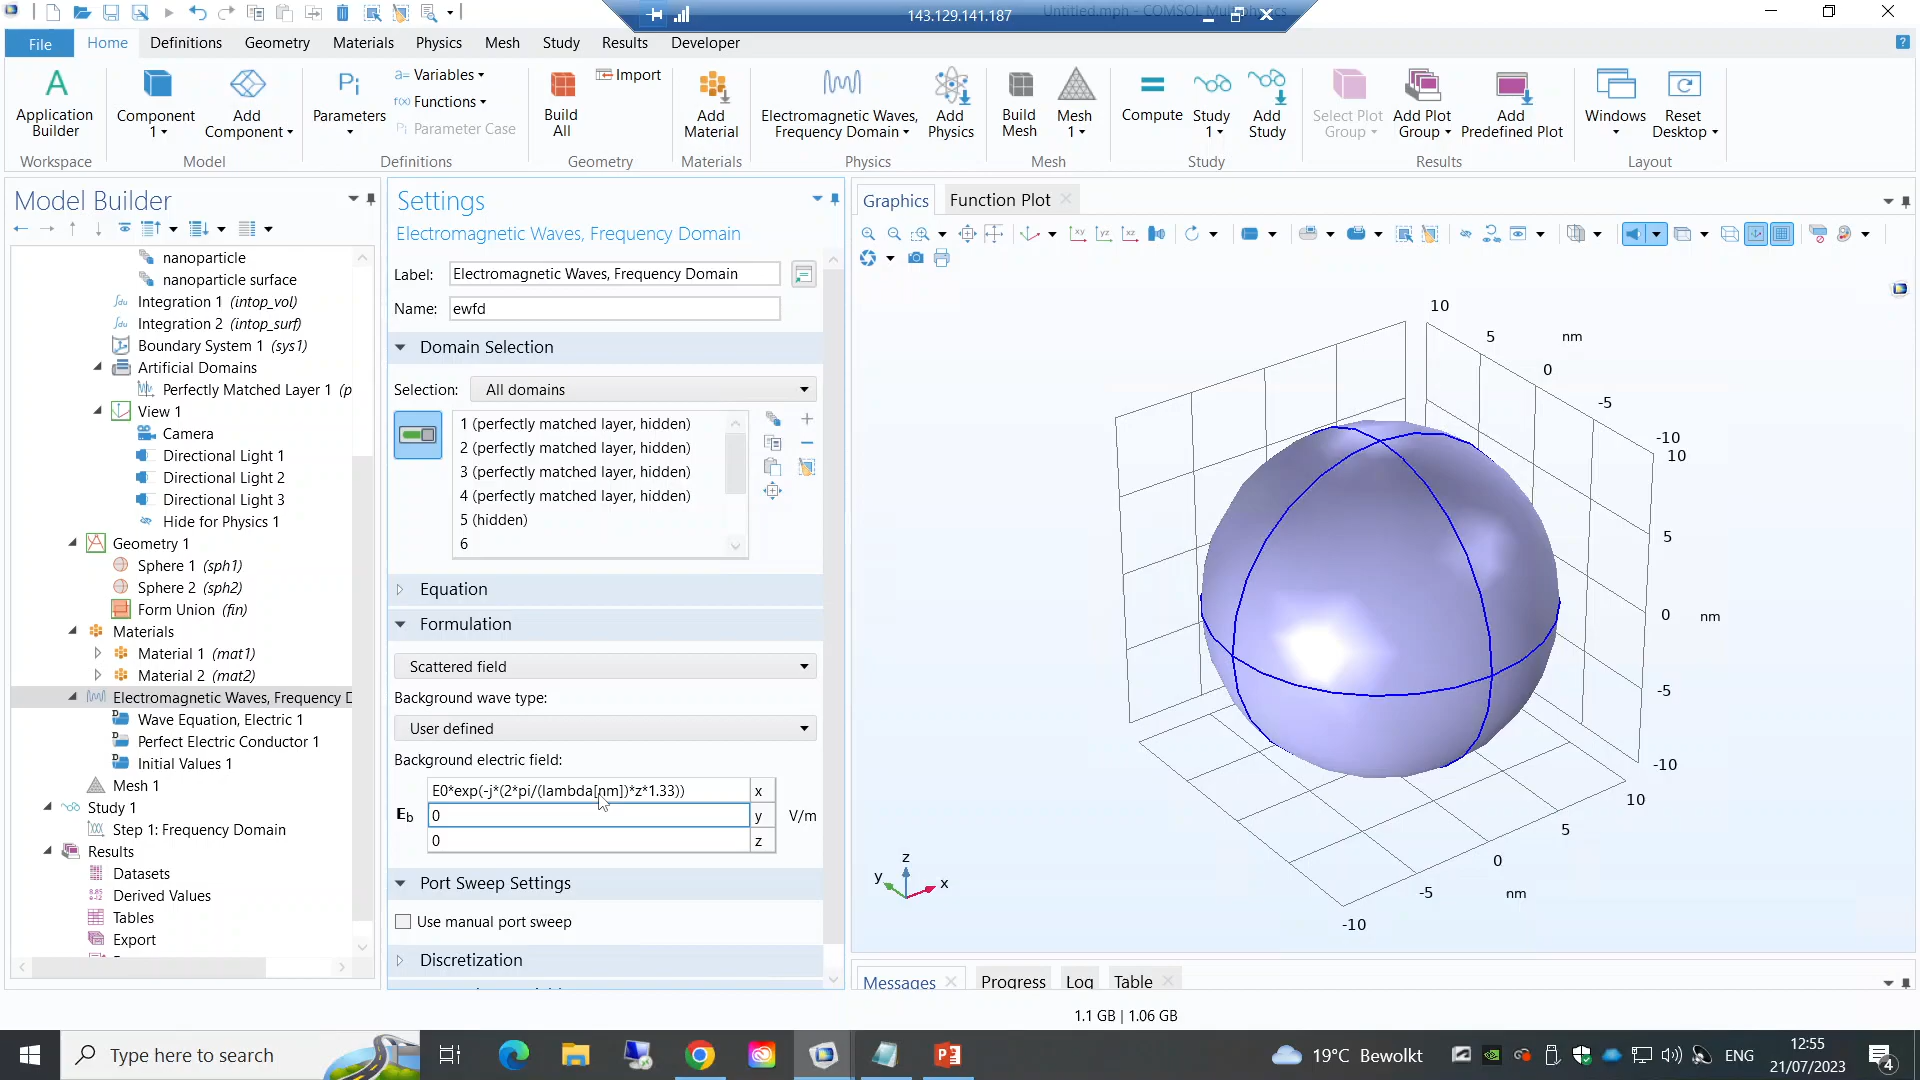 143.129.141.187
Untitled.mph - COMSOL Multiphysics
File
Home
Definitions
Geometry
Materials
Physics
Mesh
Study
Results
Developer
Application Builder
Workspace
Component 1
Add Component
Model
Pi
Parameters
a= Variables
f(x) Functions
Pi Parameter Case
Definitions
Build All
Import
Geometry
Add Material
Materials
Electromagnetic Waves, Frequency Domain
Add Physics
Physics
Build Mesh
Mesh 1
Mesh
Compute
Study 1
Add Study
Study
Select Plot Group
Add Plot Group
Add Predefined Plot
Results
Windows
Reset Desktop
Layout
Model Builder
nanoparticle
nanoparticle surface
Integration 1 (intop_vol)
Integration 2 (intop_surf)
Boundary System 1 (sys1)
Artificial Domains
Perfectly Matched Layer 1 (p
View 1
Camera
Directional Light 1
Directional Light 2
Directional Light 3
Hide for Physics 1
Geometry 1
Sphere 1 (sph1)
Sphere 2 (sph2)
Form Union (fin)
Materials
Material 1 (mat1)
Material 2 (mat2)
Electromagnetic Waves, Frequency D
Wave Equation, Electric 1
Perfect Electric Conductor 1
Initial Values 1
Mesh 1
Study 1
Step 1: Frequency Domain
Results
Datasets
Derived Values
Tables
Export
Settings
Electromagnetic Waves, Frequency Domain
Label: Electromagnetic Waves, Frequency Domain
Name: ewfd
Domain Selection
Selection: All domains
1 (perfectly matched layer, hidden)
2 (perfectly matched layer, hidden)
3 (perfectly matched layer, hidden)
4 (perfectly matched layer, hidden)
5 (hidden)
6
Equation
Formulation
Scattered field
Background wave type:
User defined
Background electric field:
E0*exp(-j*(2*pi/(lambda[nm])*z*1.33)) x
Eb 0 y V/m
0 z
Port Sweep Settings
Use manual port sweep
Discretization
Graphics
Function Plot
10
5
nm
0
-5
-10
10
5
0
nm
-5
-10
10
5
0
nm
-5
-10
z
y
x
Messages
Progress
Log
Table
1.1 GB | 1.06 GB
Type here to search
19°C Bewolkt
ENG
12:55
21/07/2023
4